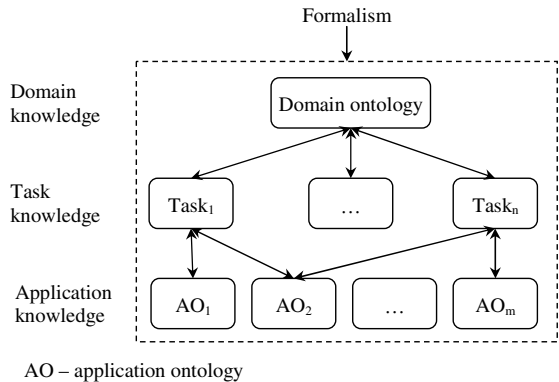 Formalism
Domain
knowledge
Domain ontology
Task
knowledge
Task₁
…
Taskₙ
Application
knowledge
AO₁
AO₂
…
AOₘ
AO – application ontology